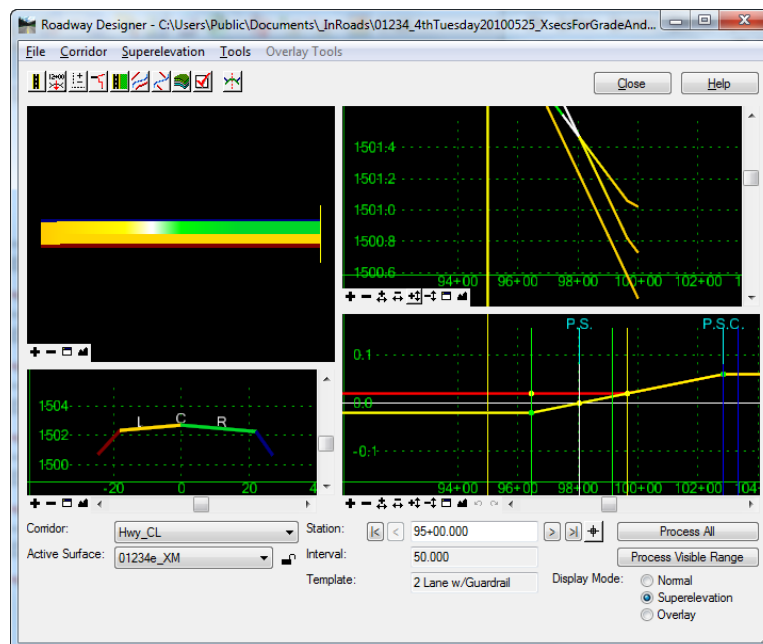 Roadway Designer - C:\Users\Public\Documents\_InRoads\01234_4thTuesday20100525_XsecsForGradeAnd...
File Corridor Superelevation Tools Overlay Tools
Close Help
1501.4
1501.2
1501.0
1500.8
1500.6
94+00 96+00 98+00 100+00 102+00
P.S. P.S.C.
0.1
0.0
-0.1
94+00 96+00 98+00 100+00 102+00 104+
1504
1502
1500
L C R
-20 0 20 4
Corridor: Hwy_CL Station: 95+00.000 Process All
Active Surface: 01234e_XM Interval: 50.000 Process Visible Range
Template: 2 Lane w/Guardrail Display Mode: Normal
Superelevation
Overlay